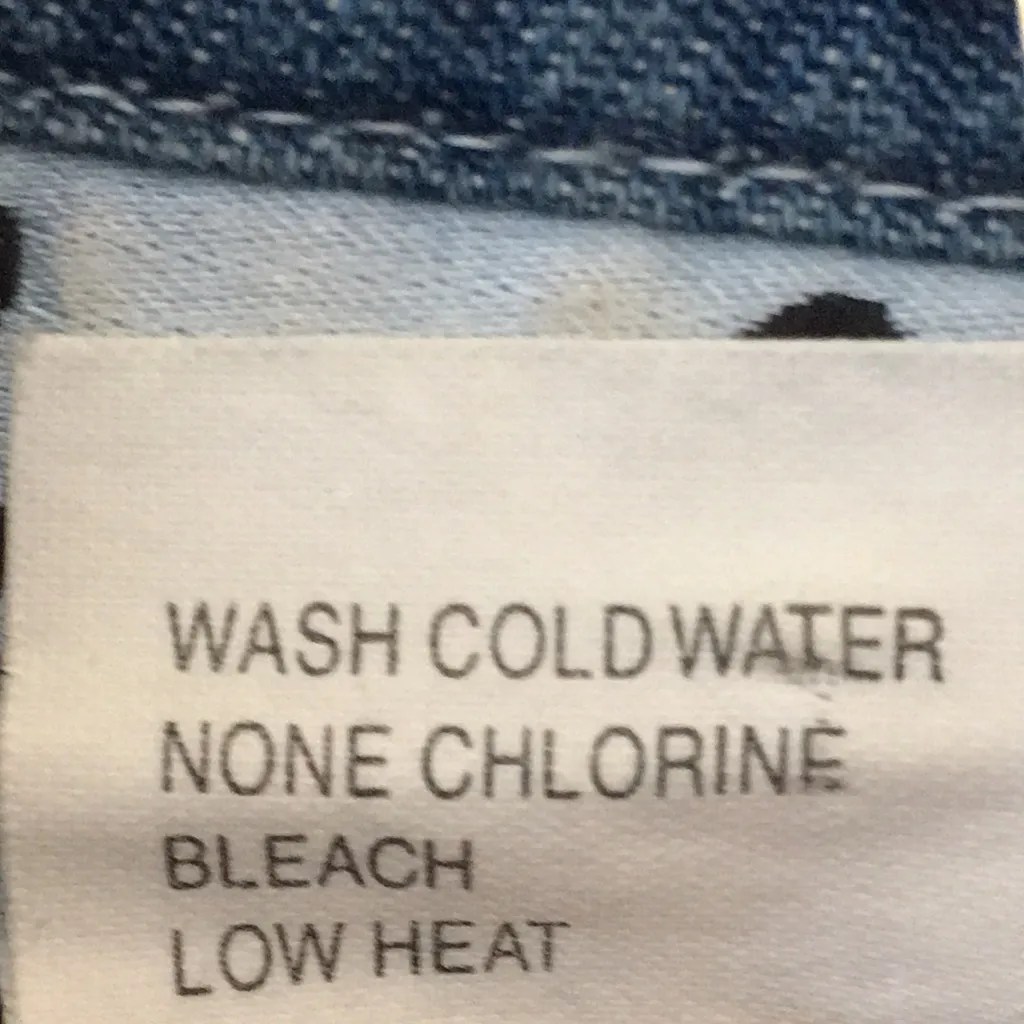 WASH COLD WATER
NONE CHLORINE
BLEACH
LOW HEAT